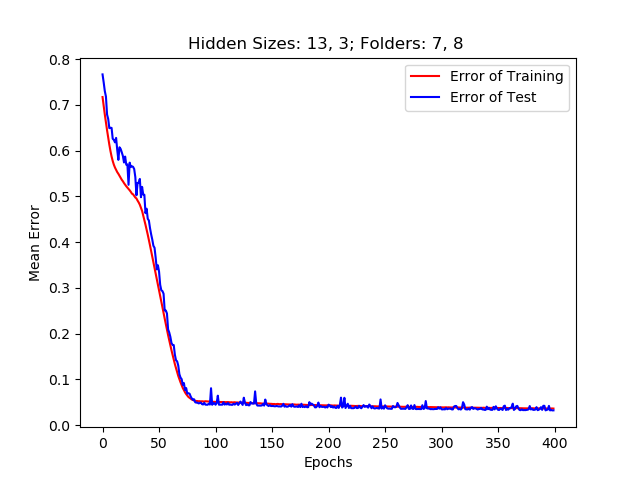 Hidden Sizes: 13, 3; Folders: 7, 8
Error of Training
Error of Test
Mean Error
0.8
0.7
0.6
0.5
0.4
0.3
0.2
0.1
0.0
0 50 100 150 200 250 300 350 400
Epochs